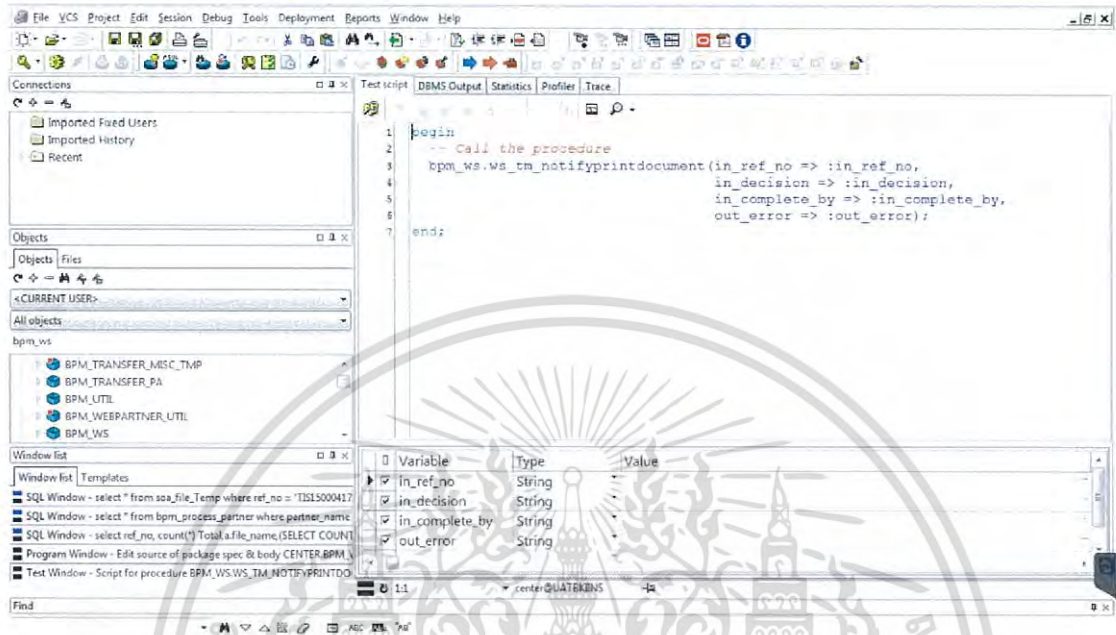 File VCS Project Edit Session Debug Tools Deployment Reports Window Help
Connections
Imported Fixed Users
Imported History
Recent
Objects
Objects Files
<CURRENT USER>
All objects
bpm_ws
BPM_TRANSFER_MISC_TMP
BPM_TRANSFER_PA
BPM_UTIL
BPM_WEBPARTNER_UTIL
BPM_WS
Window list
Window list Templates
SQL Window - select * from soa_file_Temp where ref_no = 'TIS15000417
SQL Window - select * from bpm_process_partner where partner_name
SQL Window - select ref_no, count(*) Total,a.file_name,(SELECT COUNT
Program Window - Edit source of package spec & body CENTER.BPM_
Test Window - Script for procedure BPM_WS.WS_TM_NOTIFYPRINTDO
Find
Test script DBMS Output Statistics Profiler Trace
1 begin
2 -- Call the procedure
3 bpm_ws.ws_tm_notifyprintdocument(in_ref_no => :in_ref_no,
4 in_decision => :in_decision,
5 in_complete_by => :in_complete_by,
6 out_error => :out_error);
7 end;
Variable Type Value
in_ref_no String
in_decision String
in_complete_by String
out_error String
1:1 center@UATBKIINS